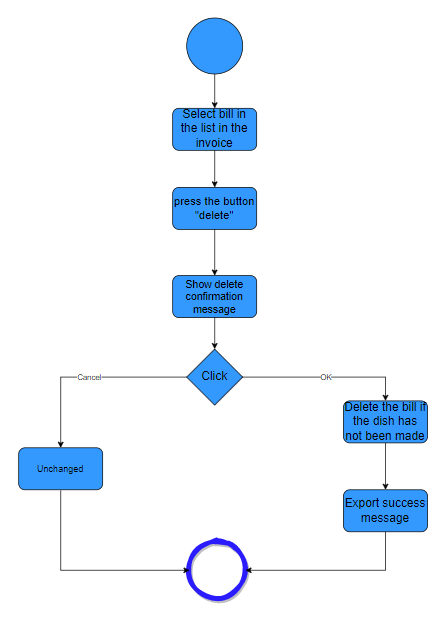 Select bill in
the list in the
invoice
press the button
"delete"
Show delete
confirmation
message
Click
Cancel
OK
Delete the bill if
the dish has
not been made
Unchanged
Export success
message